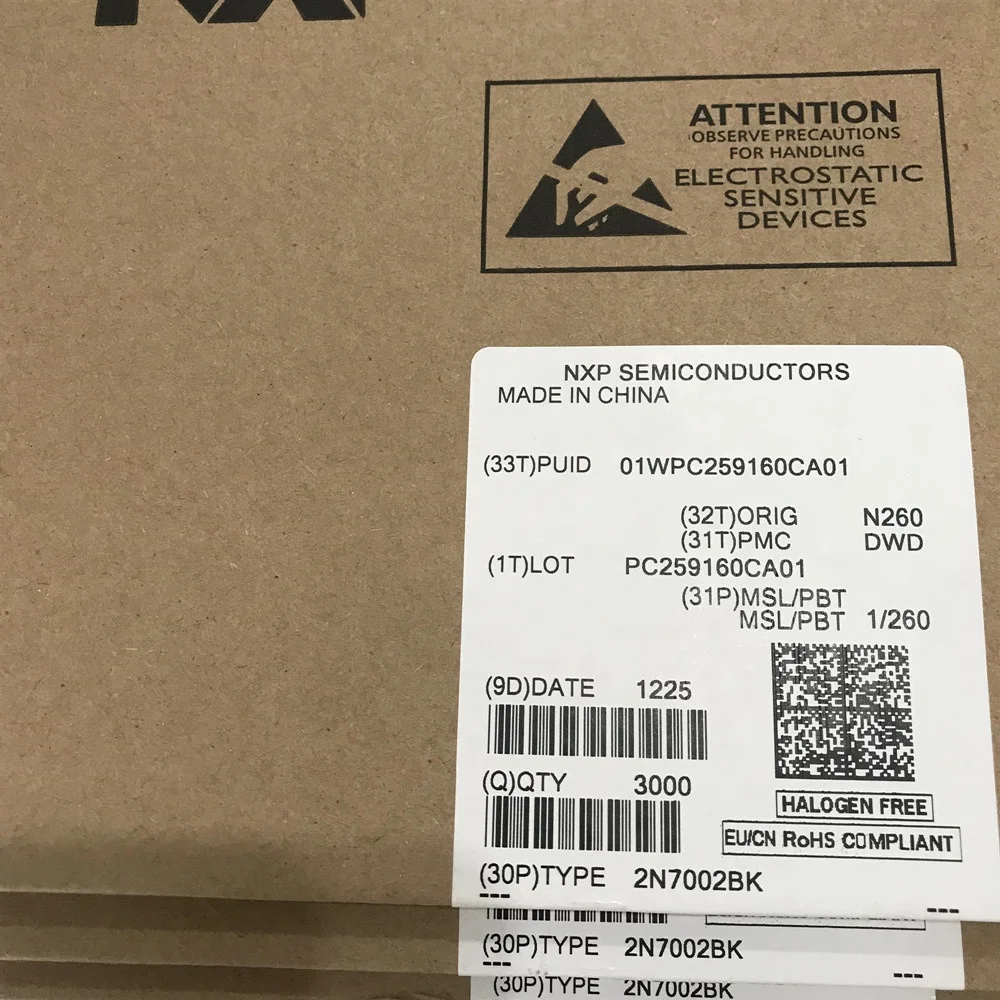 NXP
ATTENTION
OBSERVE PRECAUTIONS
FOR HANDLING
ELECTROSTATIC
SENSITIVE
DEVICES
NXP SEMICONDUCTORS
MADE IN CHINA
(33T)PUID 01WPC259160CA01
(32T)ORIG N260
(31T)PMC DWD
(1T)LOT PC259160CA01
(31P)MSL/PBT
MSL/PBT 1/260
(9D)DATE 1225
(Q)QTY 3000
HALOGEN FREE
EU/CN RoHS COMPLIANT
(30P)TYPE 2N7002BK
(30P)TYPE 2N7002BK
(30P)TYPE 2N7002BK